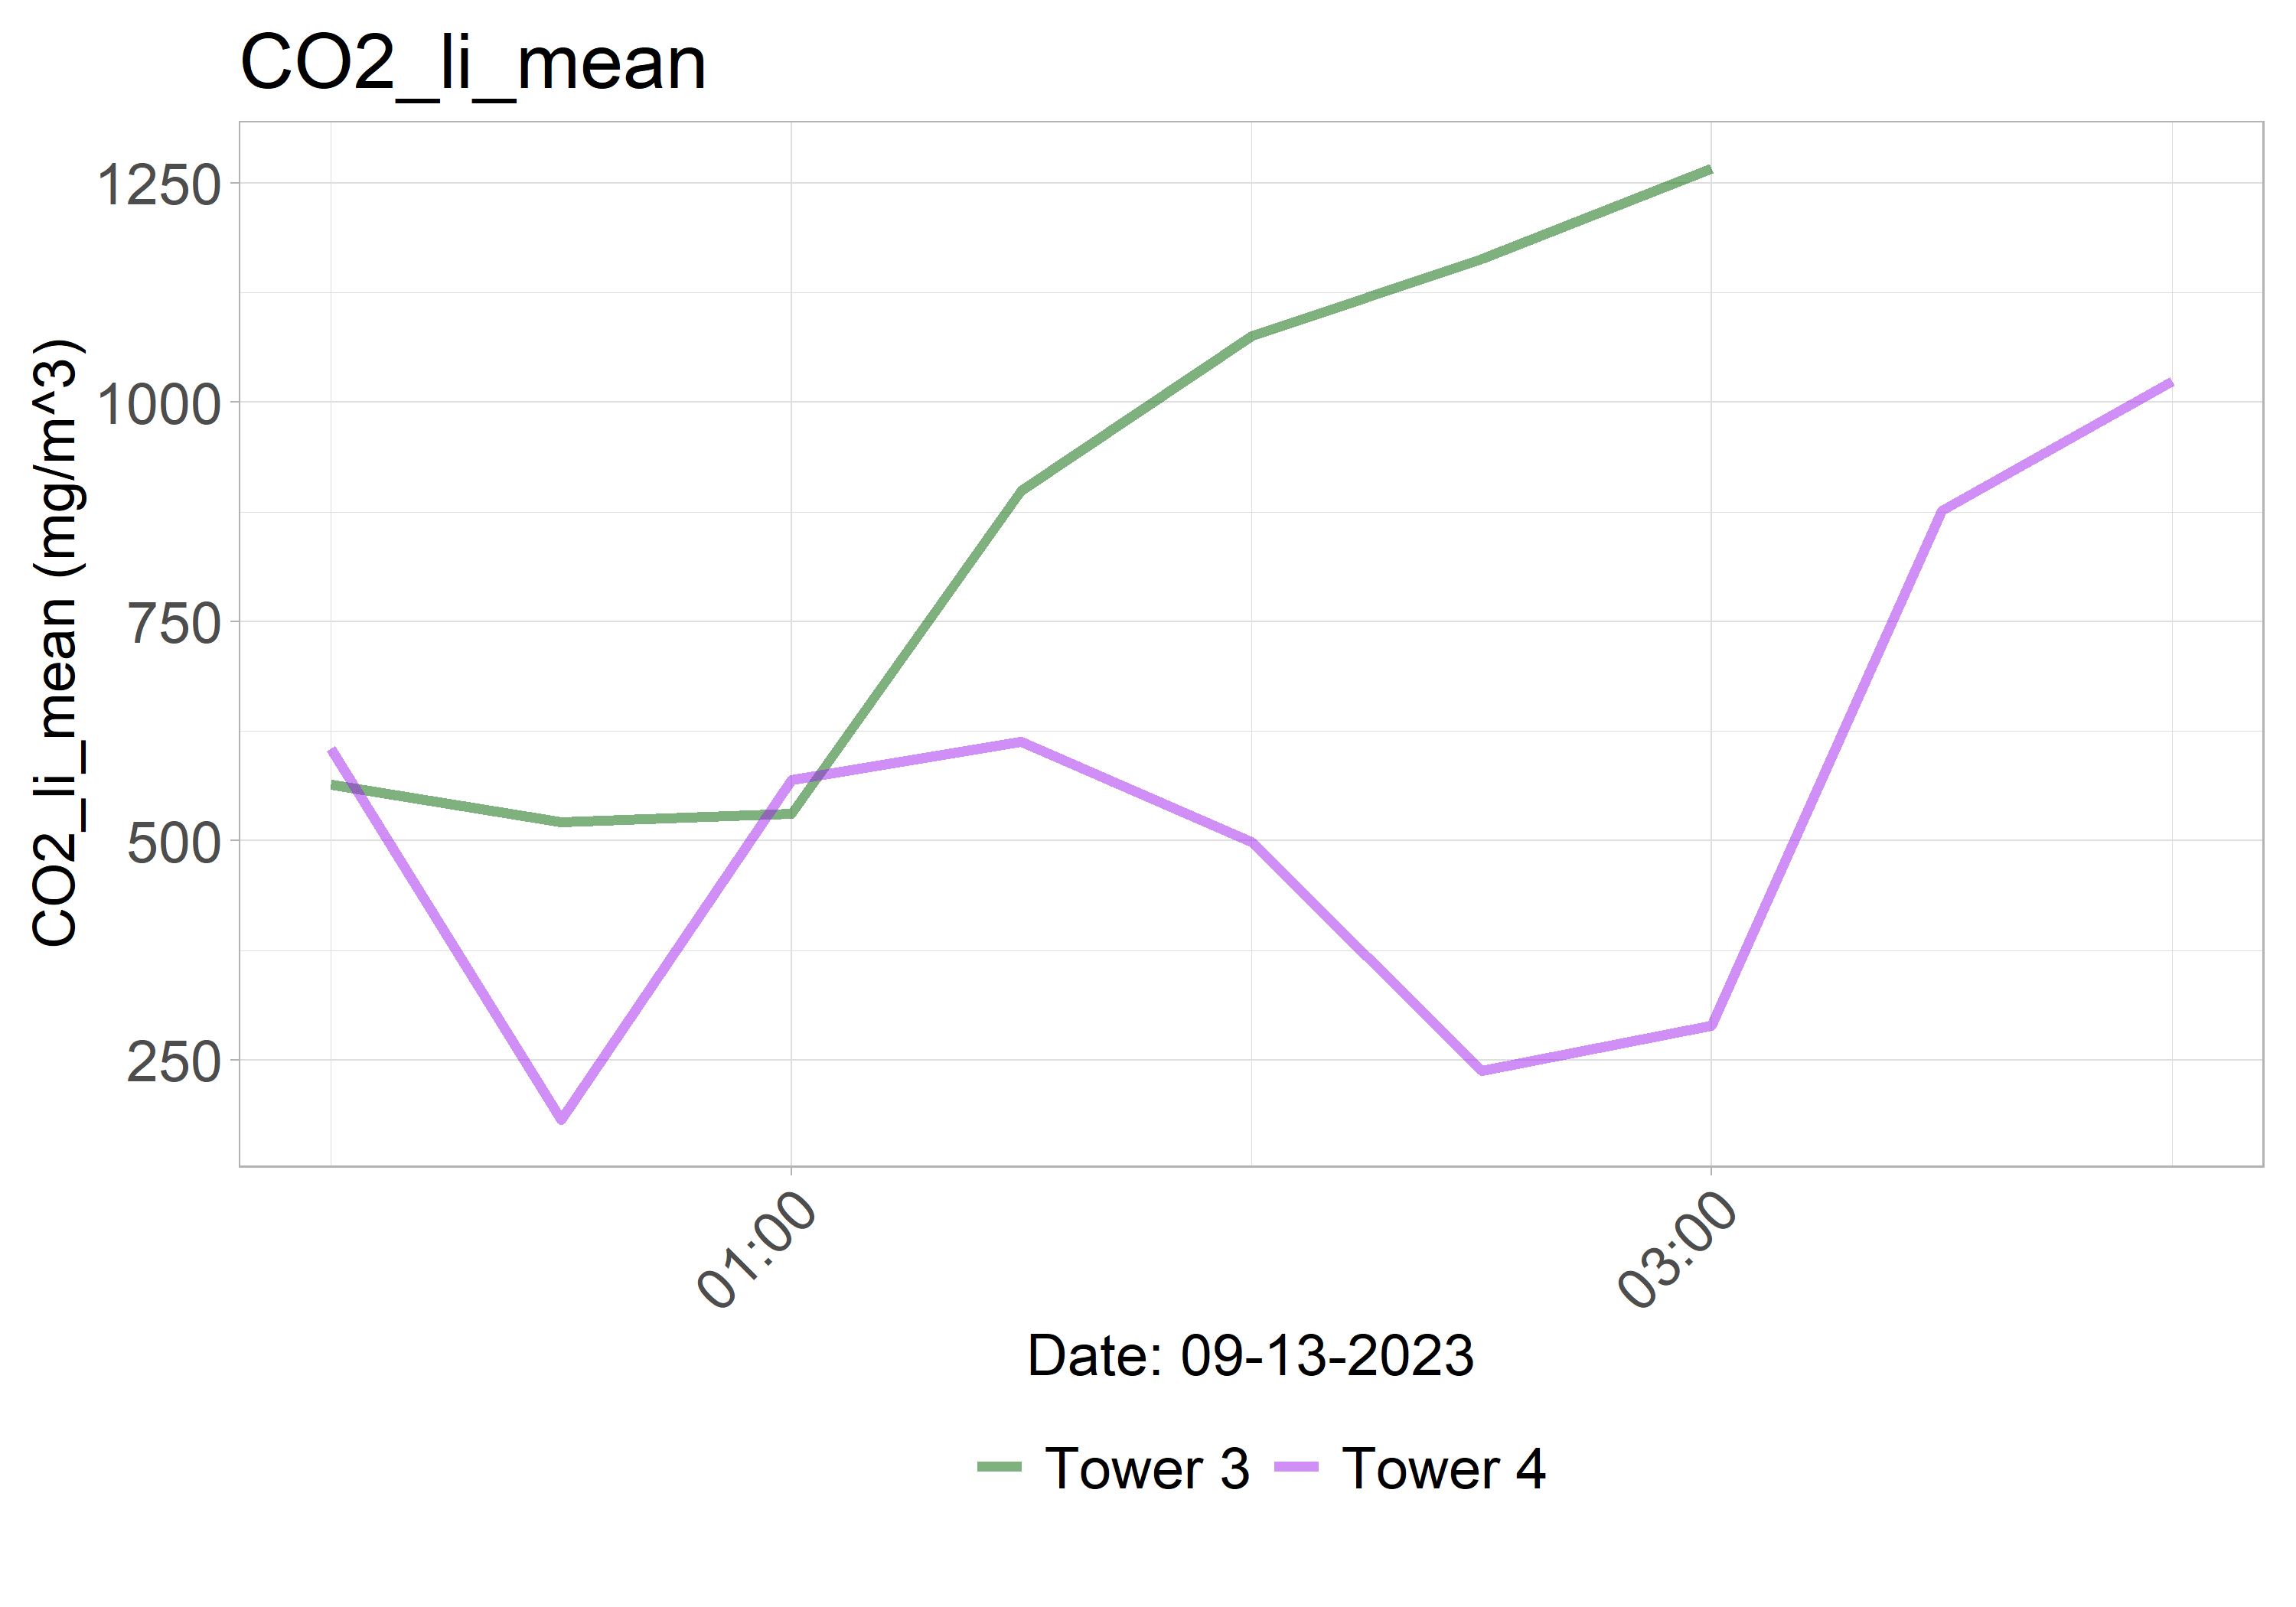 CO2_li_mean
CO2_li_mean (mg/m^3)
1250
1000
750
500
250
01:00
03:00
Date: 09-13-2023
Tower 3
Tower 4